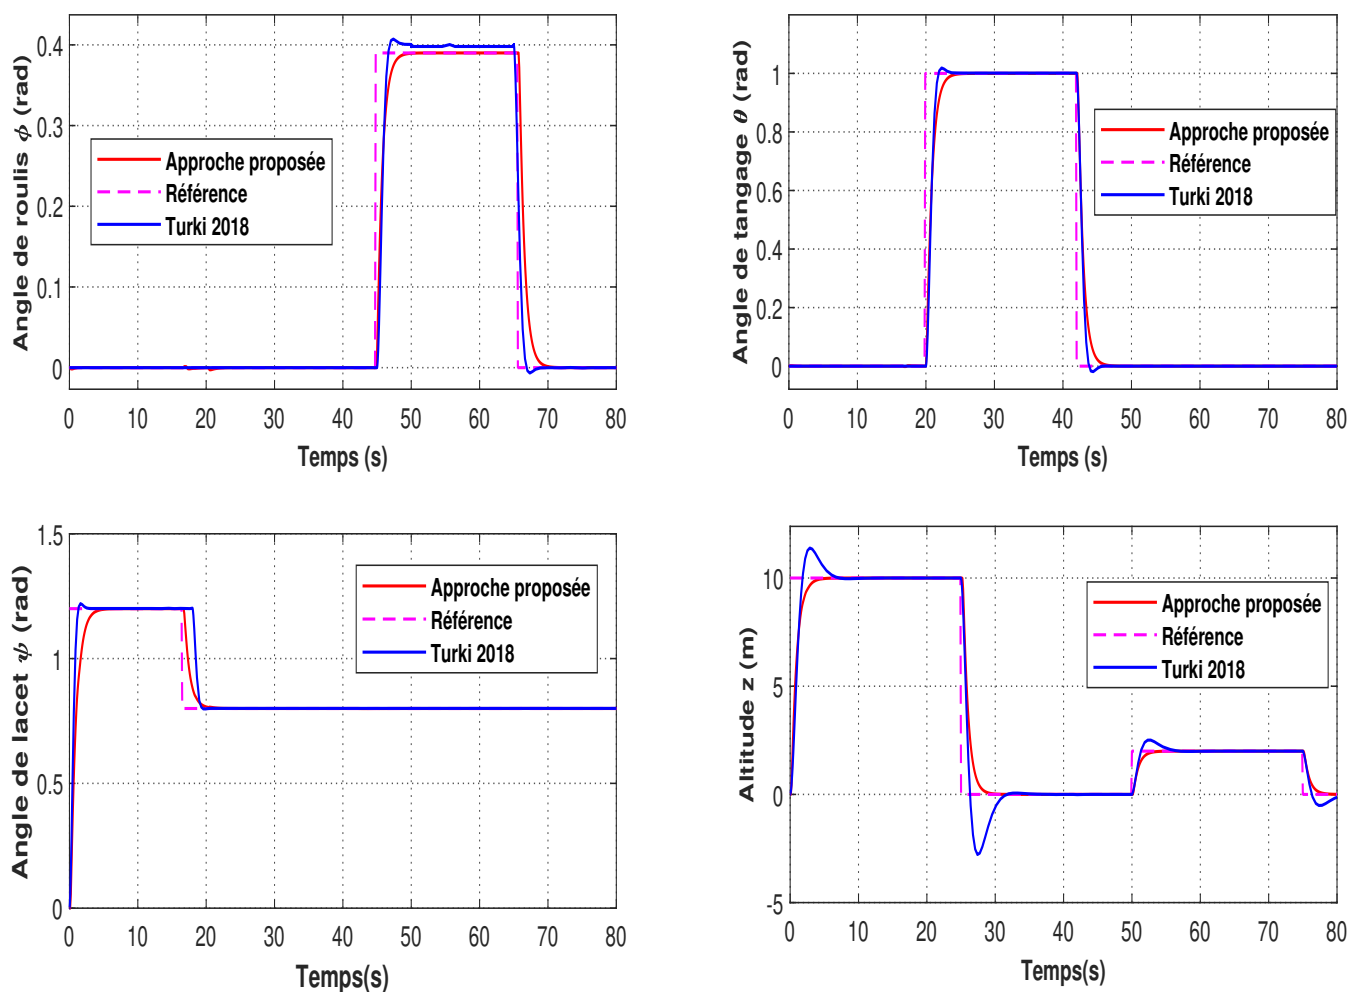 Angle de roulis ϕ (rad)
0.4
0.3
0.2
0.1
0
Approche proposée
Référence
Turki 2018
0 10 20 30 40 50 60 70 80
Temps (s)
Angle de tangage θ (rad)
1
0.8
0.6
0.4
0.2
0
Approche proposée
Référence
Turki 2018
0 10 20 30 40 50 60 70 80
Temps (s)
Angle de lacet ψ (rad)
1.5
1
0.5
0
Approche proposée
Référence
Turki 2018
0 10 20 30 40 50 60 70 80
Temps(s)
Altitude z (m)
10
5
0
-5
Approche proposée
Référence
Turki 2018
0 10 20 30 40 50 60 70 80
Temps(s)